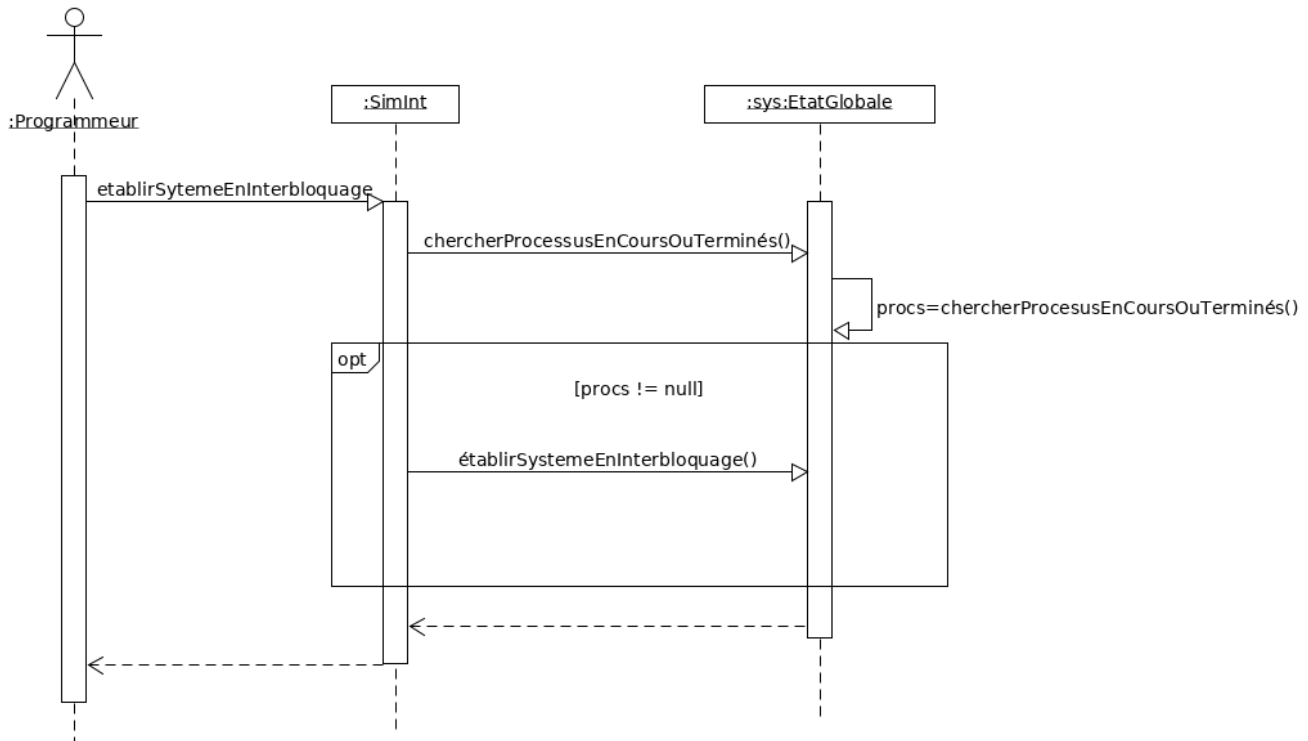 :SimInt
:sys:EtatGlobale
:Programmeur
etablirSytemeEnInterbloquage
chercherProcessusEnCoursOuTerminés()
procs=chercherProcesusEnCoursOuTerminés()
opt
[procs != null]
établirSystemeEnInterbloquage()